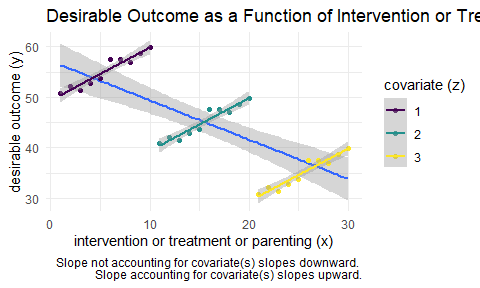 Desirable Outcome as a Function of Intervention or Tre
60
50
40
30
desirable outcome (y)
0
10
20
30
intervention or treatment or parenting (x)
covariate (z)
1
2
3
Slope not accounting for covariate(s) slopes downward.
Slope accounting for covariate(s) slopes upward.